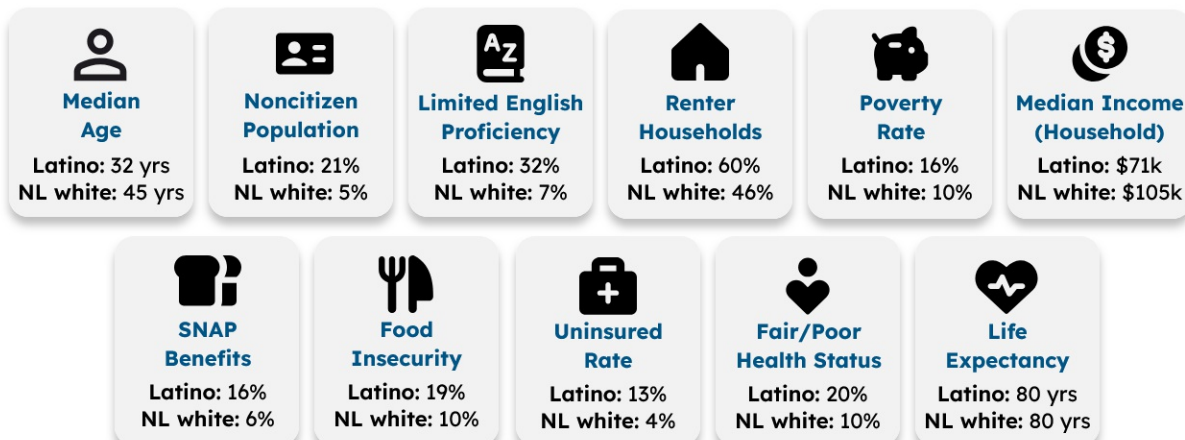 Median
Age
Latino: 32 yrs
NL white: 45 yrs
Noncitizen
Population
Latino: 21%
NL white: 5%
AZ
Limited English
Proficiency
Latino: 32%
NL white: 7%
Renter
Households
Latino: 60%
NL white: 46%
Poverty
Rate
Latino: 16%
NL white: 10%
$
Median Income
(Household)
Latino: $71k
NL white: $105k
SNAP
Benefits
Latino: 16%
NL white: 6%
Food
Insecurity
Latino: 19%
NL white: 10%
Uninsured
Rate
Latino: 13%
NL white: 4%
Fair/Poor
Health Status
Latino: 20%
NL white: 10%
Life
Expectancy
Latino: 80 yrs
NL white: 80 yrs